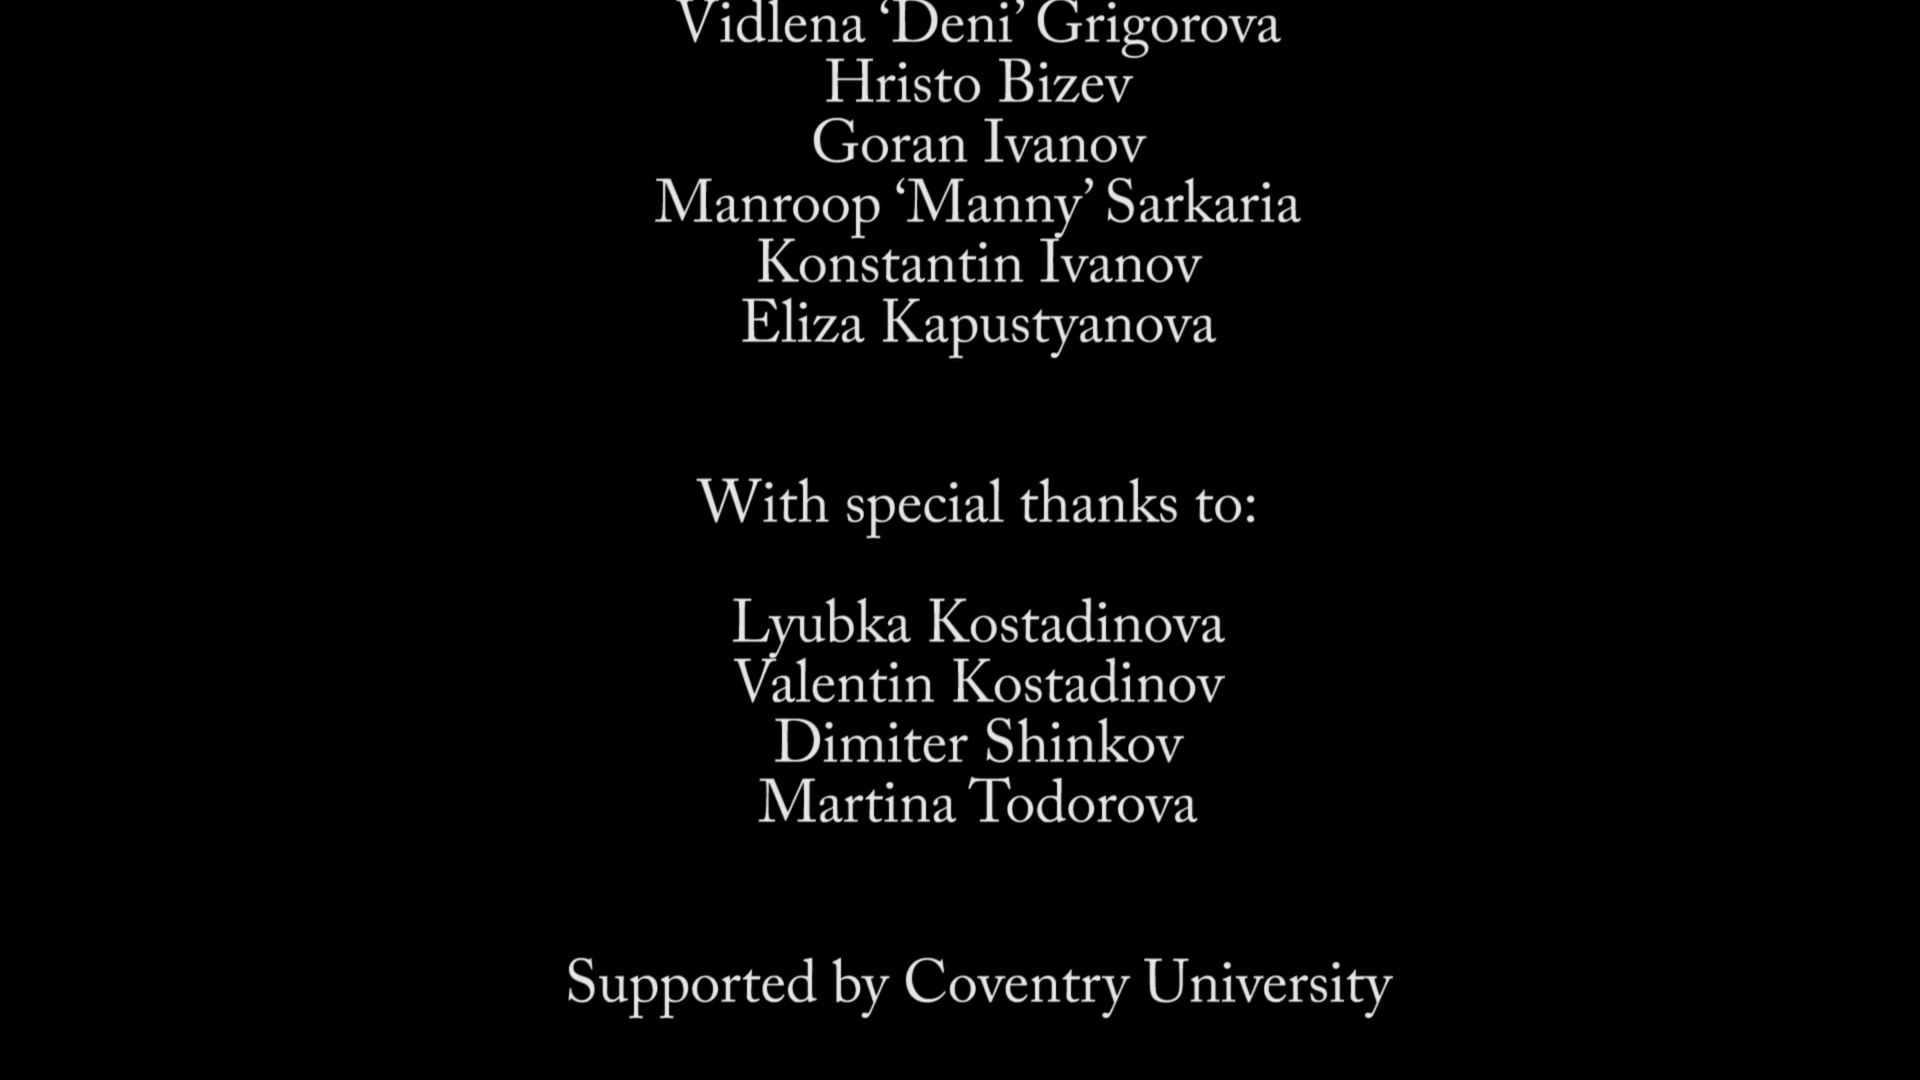 Vidlena ‘Deni’ Grigorova
Hristo Bizev
Goran Ivanov
Manroop ‘Manny’ Sarkaria
Konstantin Ivanov
Eliza Kapustyanova
With special thanks to:
Lyubka Kostadinova
Valentin Kostadinov
Dimiter Shinkov
Martina Todorova
Supported by Coventry University